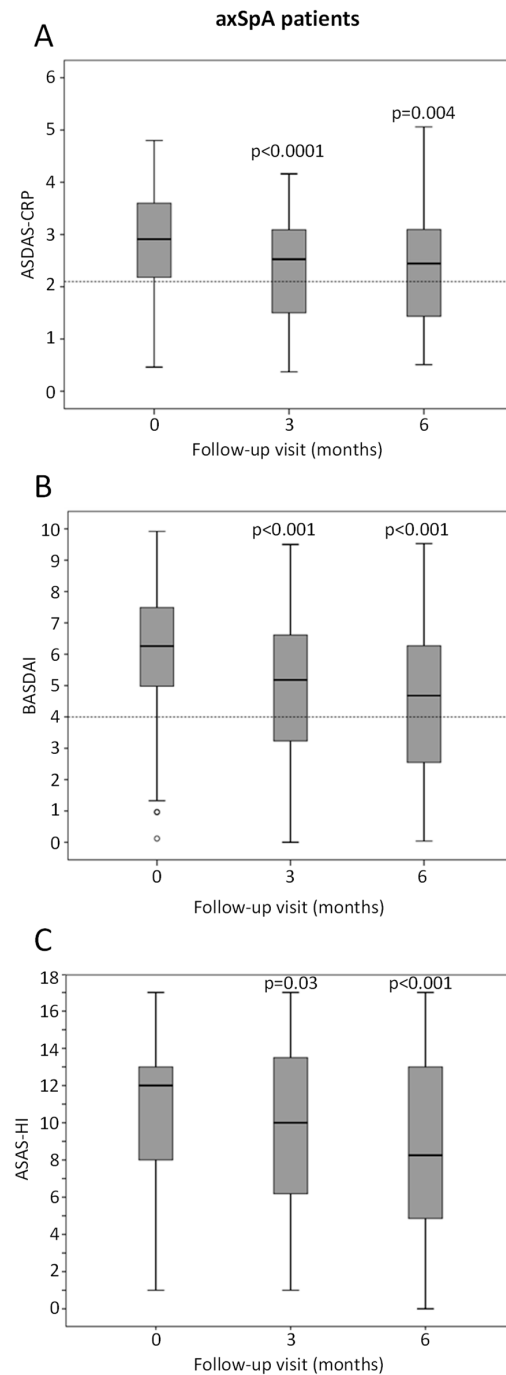 axSpA patients
A
6
5
4
3
2
1
0
ASDAS-CRP
p<0.0001
p=0.004
0 3 6
Follow-up visit (months)
B
10
9
8
7
6
5
4
3
2
1
0
BASDAI
p<0.001 p<0.001
0 3 6
Follow-up visit (months)
C
18
16
14
12
10
8
6
4
2
0
ASAS-HI
p=0.03 p<0.001
0 3 6
Follow-up visit (months)